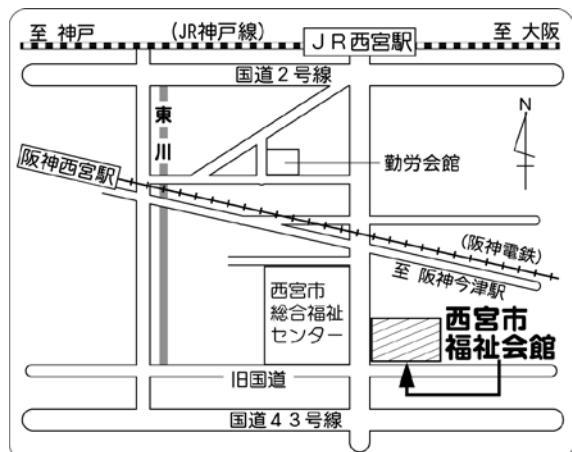 至 神戸
(JR神戸線)
JR西宮駅
至 大阪
国道2号線
東川
N
阪神西宮駅
勤労会館
(阪神電鉄)
至 阪神今津駅
西宮市
総合福祉
センター
西宮市
福祉会館
旧国道
国道43号線